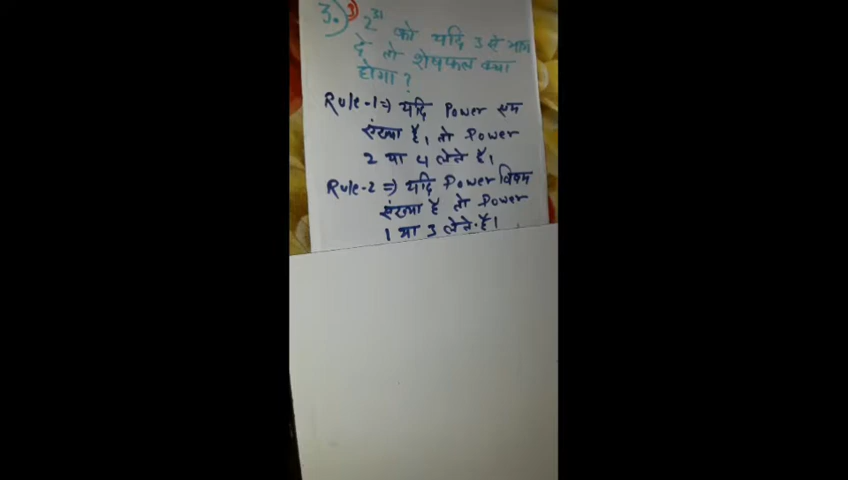 3. 1) 2³¹ को यदि 3 से भाग
दे तो शेषफल क्या
होगा ?
Rule-1⇒ यदि Power सम
संख्या है, तो Power
2 या 4 लेते है।
Rule-2 ⇒ यदि Power विषम
संख्या है तो Power
1 या 3 लेते है।